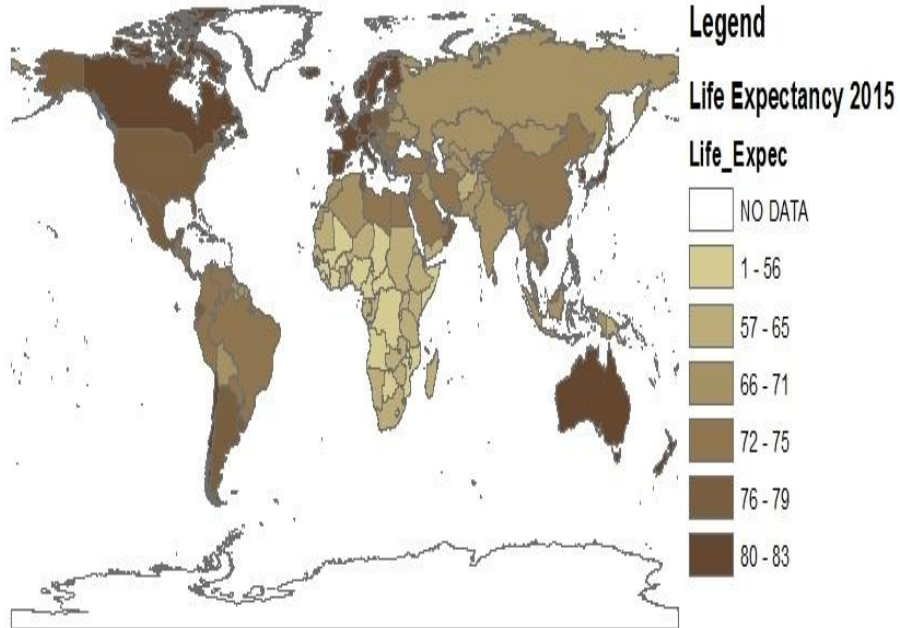 Legend
Life Expectancy 2015
Life_Expec
NO DATA
1 - 56
57 - 65
66 - 71
72 - 75
76 - 79
80 - 83